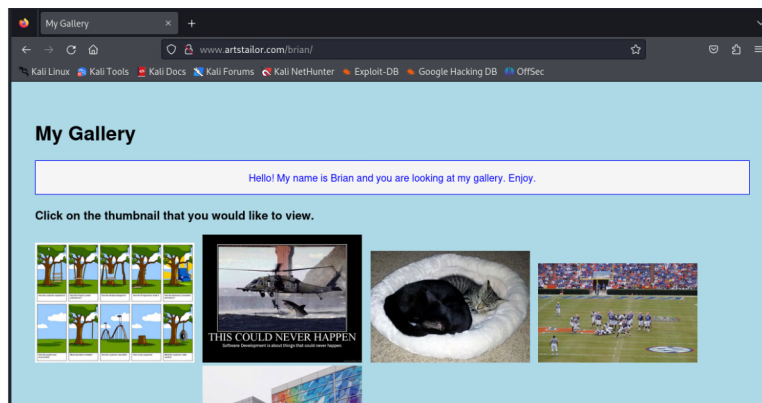 My Gallery
www.artstailor.com/brian/
Kali Linux Kali Tools Kali Docs Kali Forums Kali NetHunter Exploit-DB Google Hacking DB OffSec
My Gallery
Hello! My name is Brian and you are looking at my gallery. Enjoy.
Click on the thumbnail that you would like to view.
THIS COULD NEVER HAPPEN
Software Development is about things that could never happen.